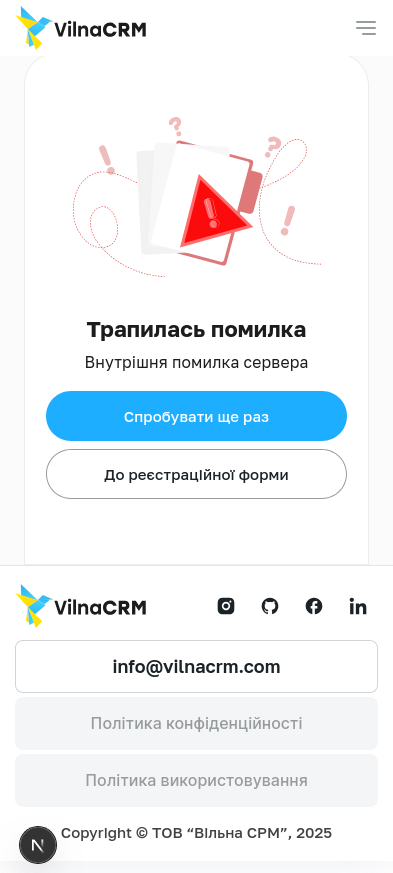 VilnaCRM
Трапилась помилка
Внутрішня помилка сервера
Спробувати ще раз
До реєстраційної форми
VilnaCRM
info@vilnacrm.com
Політика конфіденційності
Політика використовування
Copyright © ТОВ “Вільна СРМ”, 2025
N